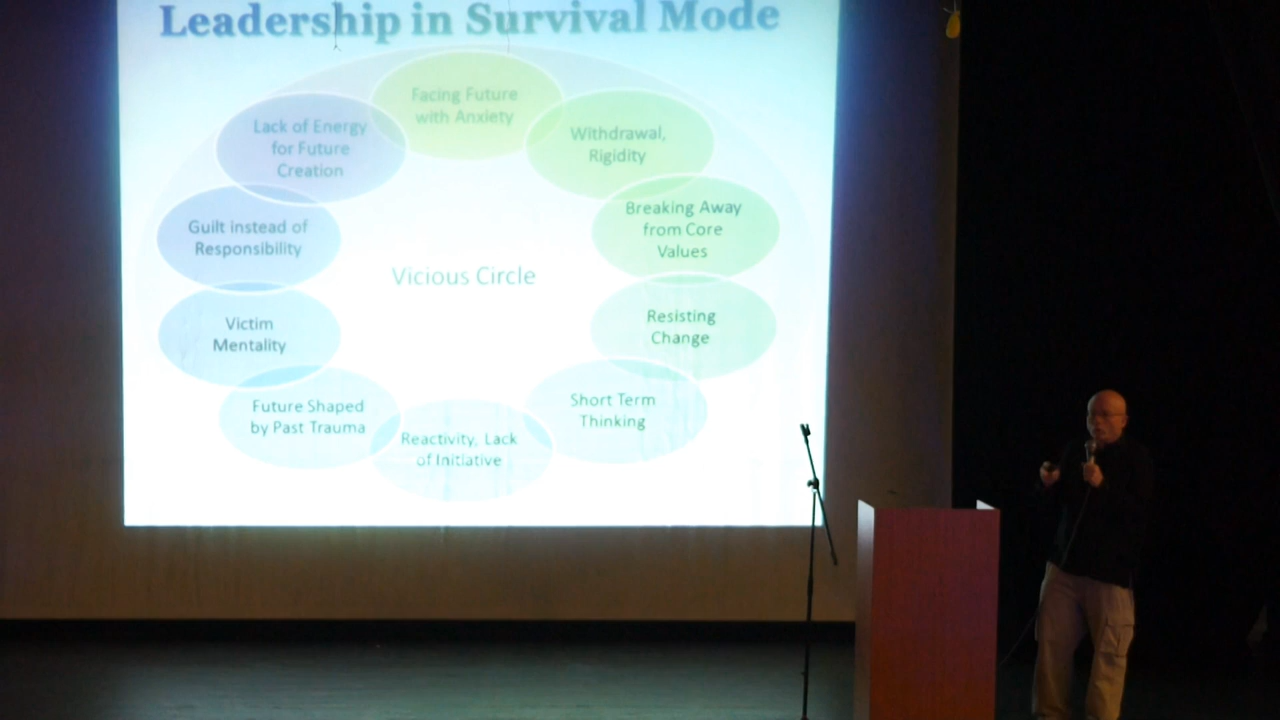 Leadership in Survival Mode
Facing Future
with Anxiety
Withdrawal,
Rigidity
Breaking Away
from Core
Values
Resisting
Change
Short Term
Thinking
Reactivity, Lack
of Initiative
Future Shaped
by Past Trauma
Victim
Mentality
Guilt instead of
Responsibility
Lack of Energy
for Future
Creation
Vicious Circle